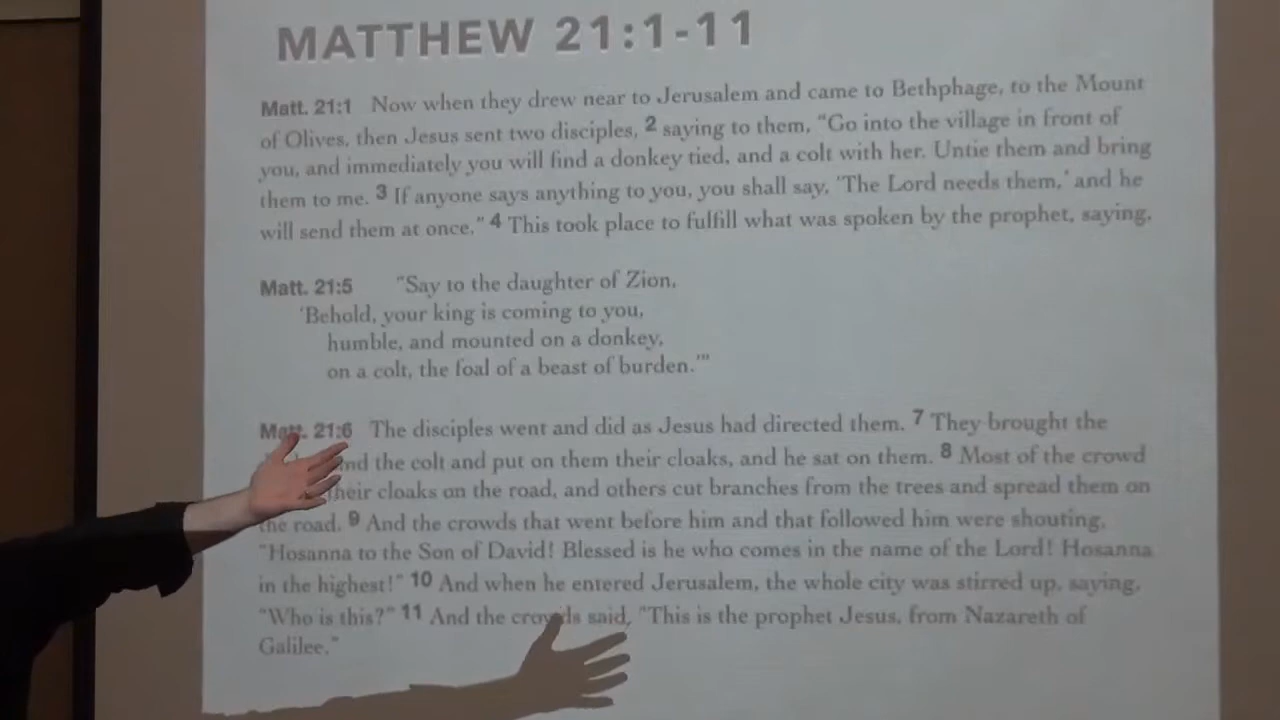 MATTHEW 21:1-11
Matt. 21:1 Now when they drew near to Jerusalem and came to Bethphage, to the Mount
of Olives, then Jesus sent two disciples, 2 saying to them, "Go into the village in front of
you, and immediately you will find a donkey tied, and a colt with her. Untie them and bring
them to me. 3 If anyone says anything to you, you shall say, 'The Lord needs them,' and he
will send them at once." 4 This took place to fulfill what was spoken by the prophet, saying,
Matt. 21:5 "Say to the daughter of Zion,
'Behold, your king is coming to you,
humble, and mounted on a donkey,
on a colt, the foal of a beast of burden.'"
Matt. 21:6 The disciples went and did as Jesus had directed them. 7 They brought the
and the colt and put on them their cloaks, and he sat on them. 8 Most of the crowd
their cloaks on the road, and others cut branches from the trees and spread them on
the road. 9 And the crowds that went before him and that followed him were shouting,
"Hosanna to the Son of David! Blessed is he who comes in the name of the Lord! Hosanna
in the highest!" 10 And when he entered Jerusalem, the whole city was stirred up, saying,
"Who is this?" 11 And the crowds said, "This is the prophet Jesus, from Nazareth of
Galilee."